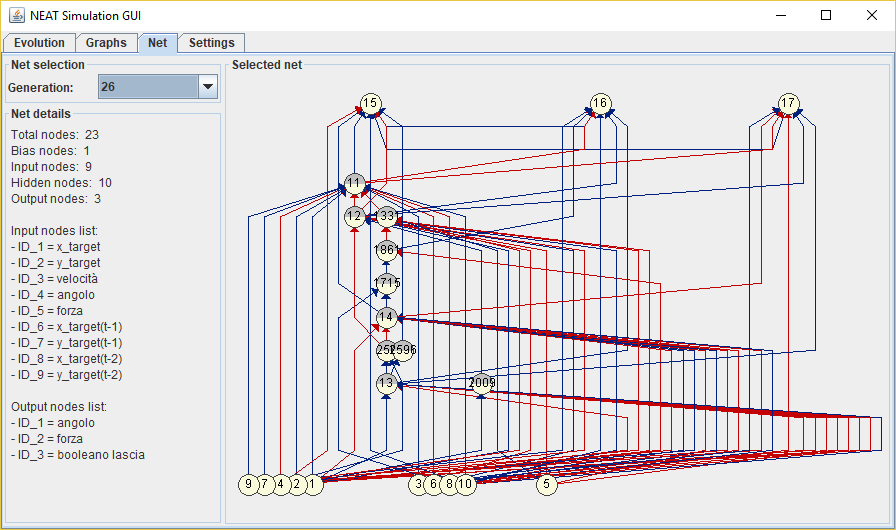 NEAT Simulation GUI
Evolution Graphs Net Settings
Net selection
Generation: 26
Net details
Total nodes: 23
Bias nodes: 1
Input nodes: 9
Hidden nodes: 10
Output nodes: 3
Input nodes list:
- ID_1 = x_target
- ID_2 = y_target
- ID_3 = velocità
- ID_4 = angolo
- ID_5 = forza
- ID_6 = x_target(t-1)
- ID_7 = y_target(t-1)
- ID_8 = x_target(t-2)
- ID_9 = y_target(t-2)
Output nodes list:
- ID_1 = angolo
- ID_2 = forza
- ID_3 = booleano lascia
Selected net
15 16 17
11
12 1331
1861
1715
14
2596
13 2009
9 7 4 2 1 3 6 8 10 5